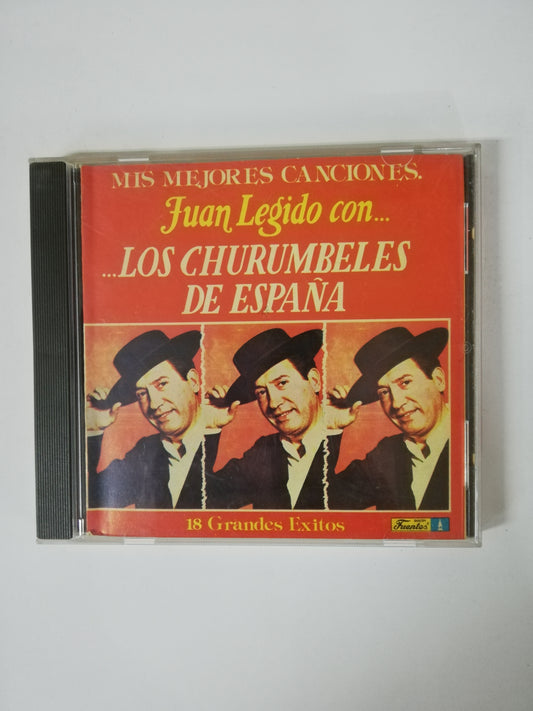 MIS MEJORES CANCIONES.
Juan Legido con...
...LOS CHURUMBELES
DE ESPAÑA
18 Grandes Exitos
Fuentes